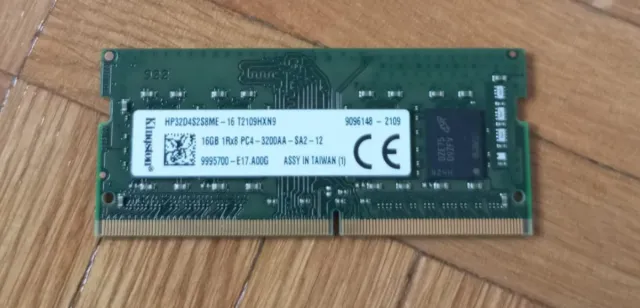 982
Kingston
HP32D4S2S8ME-16 T2109HXN9
9096148 - 2109
16GB 1Rx8 PC4-3200AA-SA2-12
9995700-E17.A00G
ASSY IN TAIWAN (1)
CE